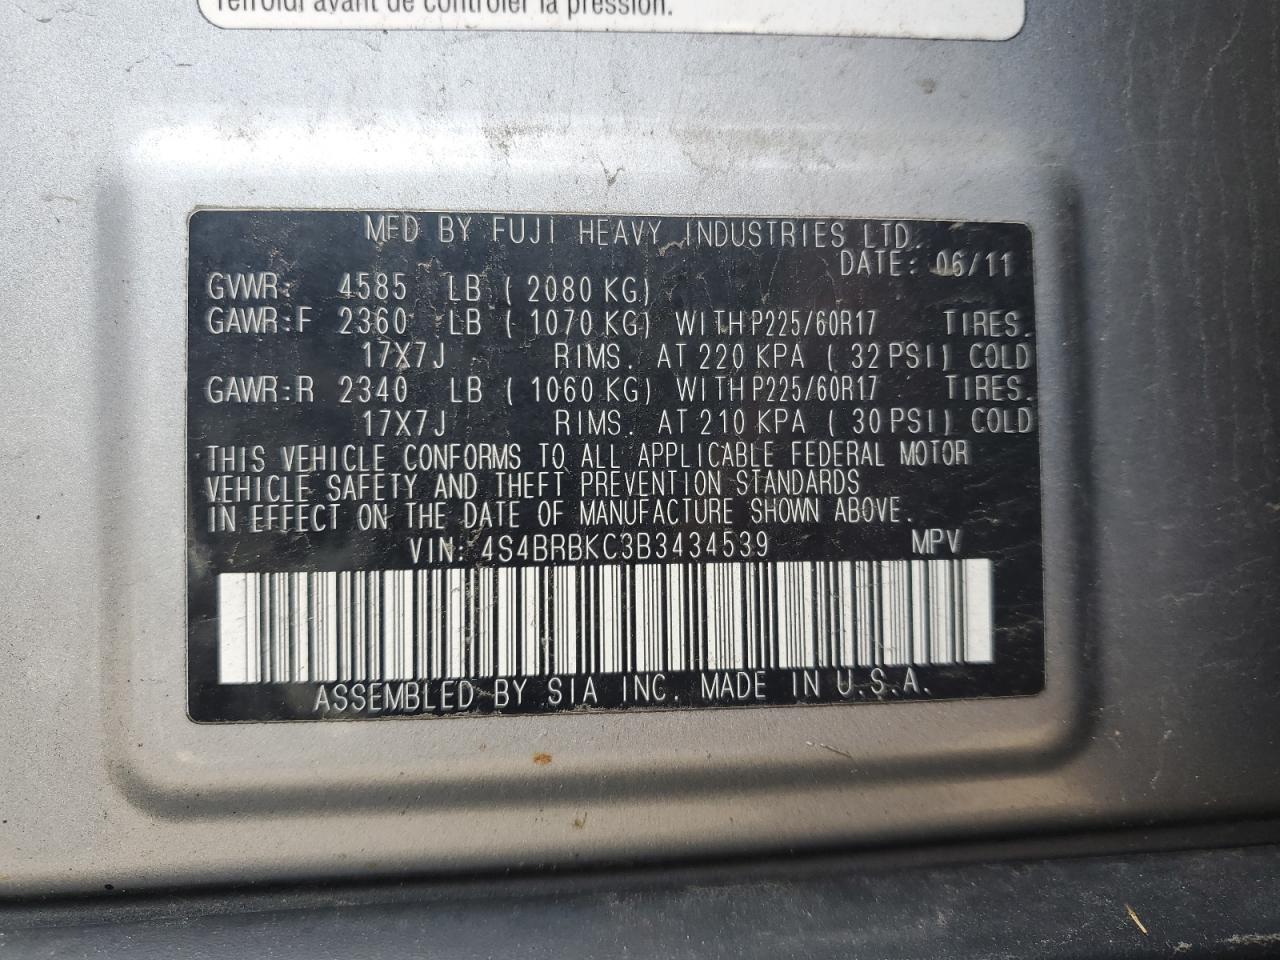 refroidi avant de contrôler la pression.
MFD BY FUJI HEAVY INDUSTRIES LTD.
DATE: 06/11
GVWR: 4585 LB ( 2080 KG)
GAWR:F 2360 LB ( 1070 KG) WITH P225/60R17 TIRES.
17X7J RIMS. AT 220 KPA ( 32 PSI) COLD
GAWR:R 2340 LB ( 1060 KG) WITH P225/60R17 TIRES.
17X7J RIMS. AT 210 KPA ( 30 PSI) COLD
THIS VEHICLE CONFORMS TO ALL APPLICABLE FEDERAL MOTOR
VEHICLE SAFETY AND THEFT PREVENTION STANDARDS
IN EFFECT ON THE DATE OF MANUFACTURE SHOWN ABOVE.
VIN: 4S4BRBKC3B3434539 MPV
ASSEMBLED BY SIA INC. MADE IN U.S.A.